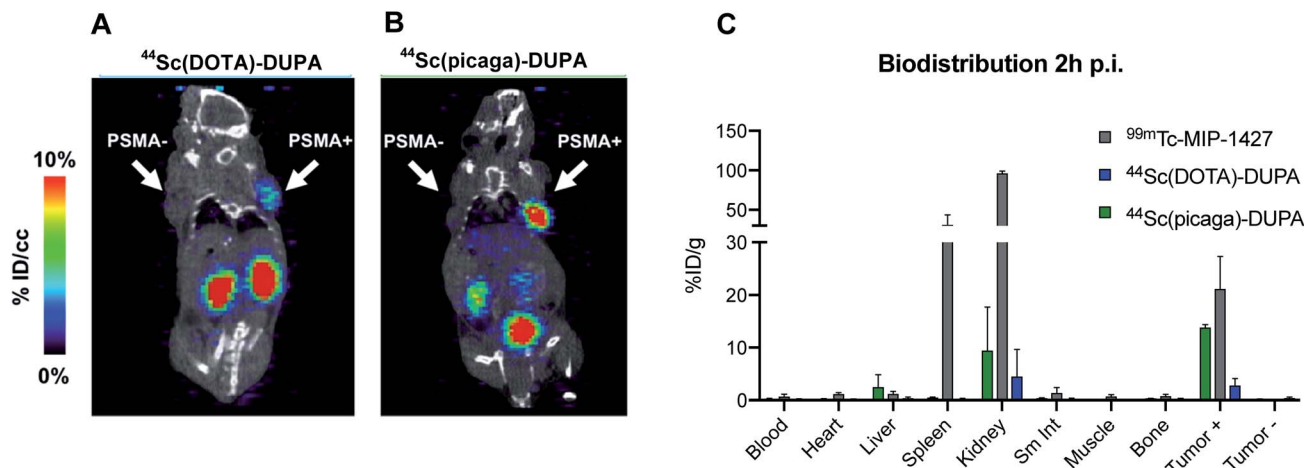 A
⁴⁴Sc(DOTA)-DUPA
PSMA-
PSMA+
10%
% ID/cc
0%
B
⁴⁴Sc(picaga)-DUPA
PSMA-
PSMA+
C
Biodistribution 2h p.i.
⁹⁹ᵐTc-MIP-1427
⁴⁴Sc(DOTA)-DUPA
⁴⁴Sc(picaga)-DUPA
%ID/g
150
100
50
30
20
10
0
Blood
Heart
Liver
Spleen
Kidney
Sm Int
Muscle
Bone
Tumor +
Tumor -